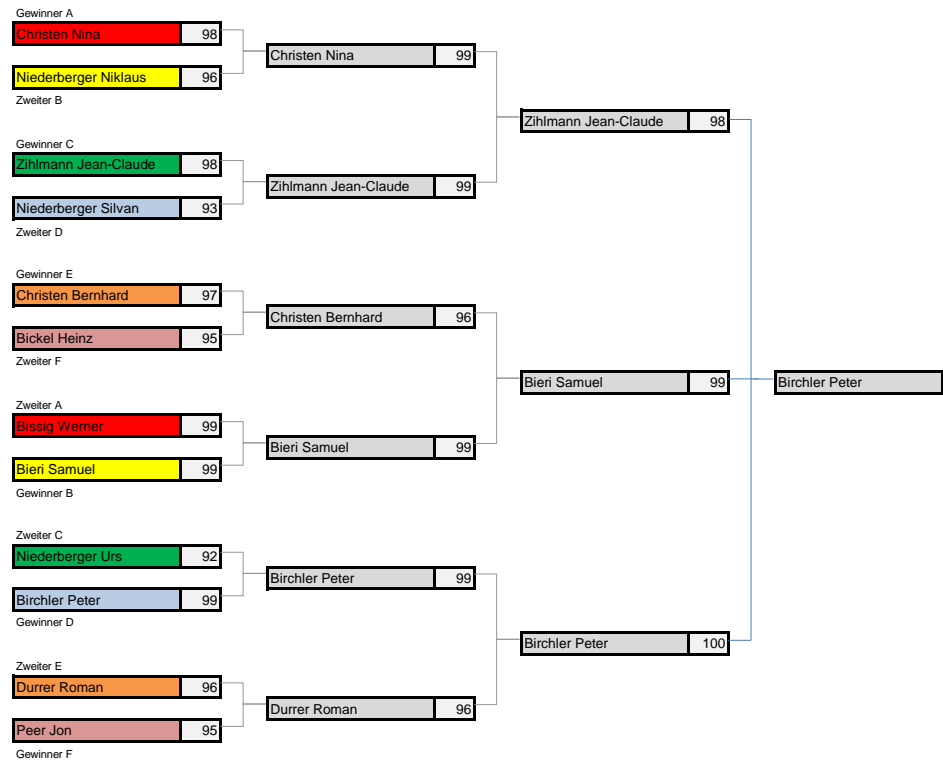 Gewinner A
Christen Nina 98
Niederberger Niklaus 96
Zweiter B
Christen Nina 99
Gewinner C
Zihlmann Jean-Claude 98
Niederberger Silvan 93
Zweiter D
Zihlmann Jean-Claude 99
Zihlmann Jean-Claude 98
Gewinner E
Christen Bernhard 97
Bickel Heinz 95
Zweiter F
Christen Bernhard 96
Zweiter A
Bissig Werner 99
Bieri Samuel 99
Gewinner B
Bieri Samuel 99
Bieri Samuel 99
Zweiter C
Niederberger Urs 92
Birchler Peter 99
Gewinner D
Birchler Peter 99
Zweiter E
Durrer Roman 96
Peer Jon 95
Gewinner F
Durrer Roman 96
Birchler Peter 100
Birchler Peter